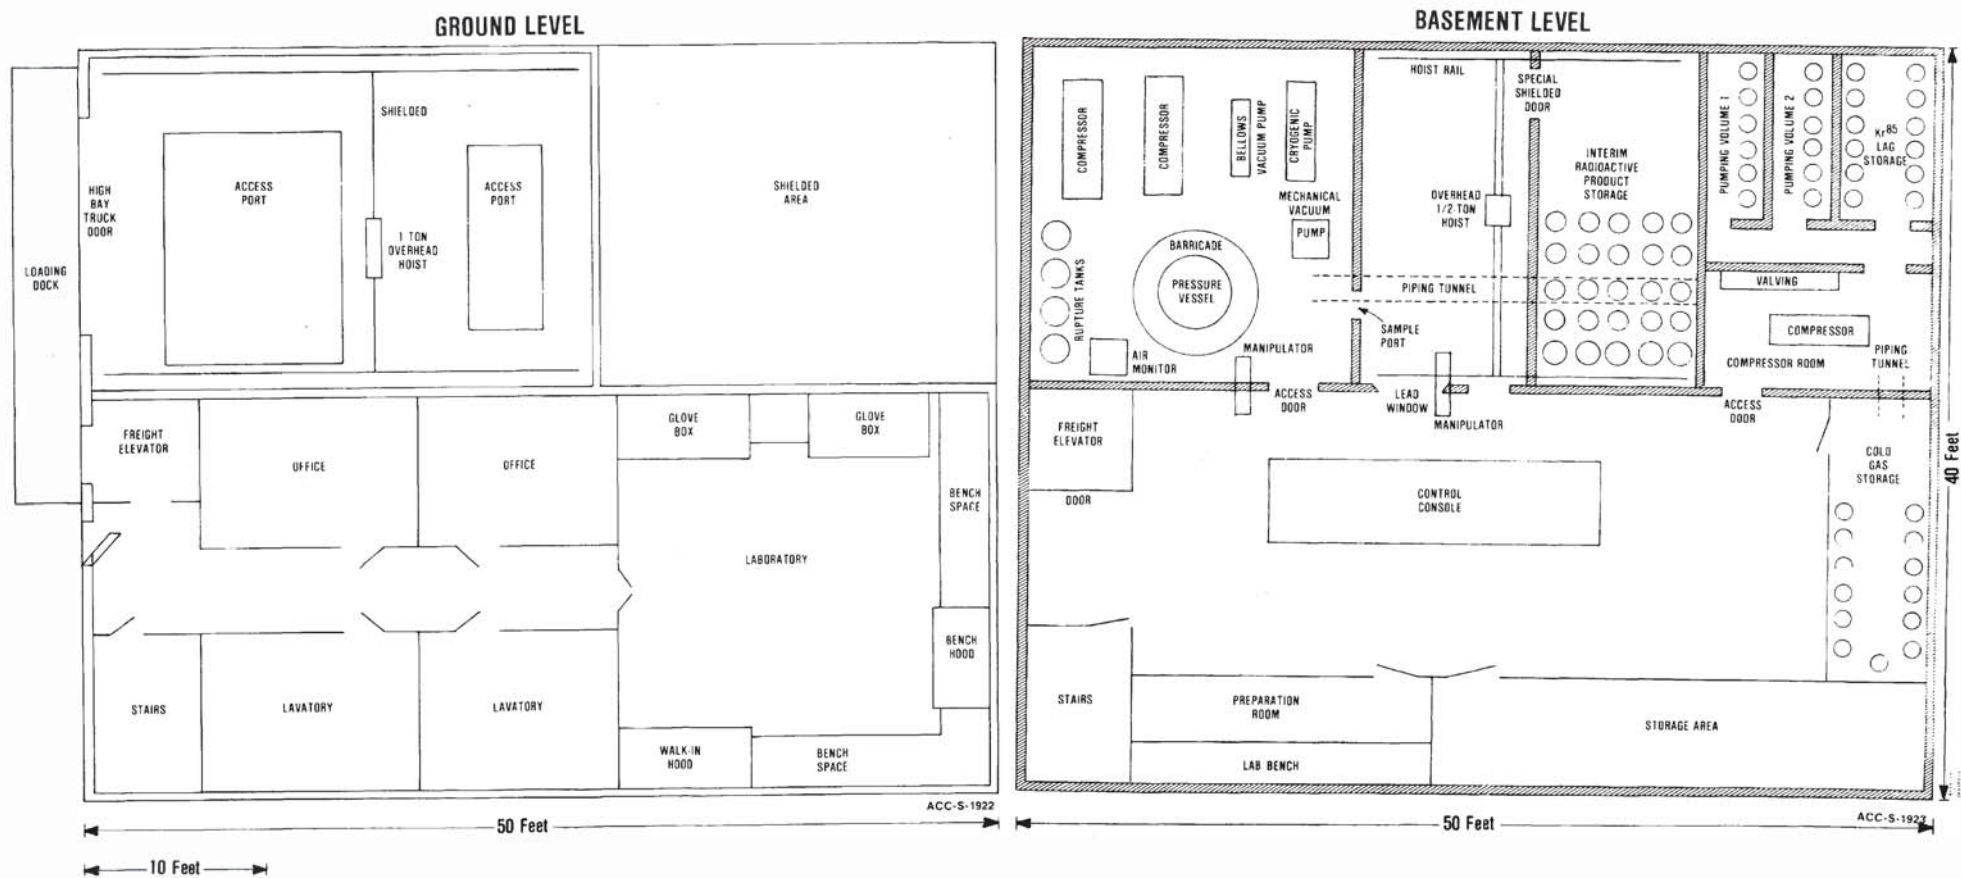 GROUND LEVEL
SHIELDED
HIGH
BAY
TRUCK
DOOR
ACCESS
PORT
ACCESS
PORT
SHIELDED
AREA
1 TON
OVERHEAD
HOIST
LOADING
DOCK
FREIGHT
ELEVATOR
OFFICE
OFFICE
GLOVE
BOX
GLOVE
BOX
BENCH
SPACE
LABORATORY
BENCH
HOOD
STAIRS
LAVATORY
LAVATORY
WALK-IN
HOOD
BENCH
SPACE
ACC-S-1922
50 Feet
10 Feet
BASEMENT LEVEL
COMPRESSOR
COMPRESSOR
BELLOWS
VACUUM PUMP
CRYOGENIC
PUMP
HOIST RAIL
SPECIAL
SHIELDED
DOOR
PUMPING VOLUME 1
PUMPING VOLUME 2
Kr85
LAG
STORAGE
INTERIM
RADIOACTIVE
PRODUCT
STORAGE
MECHANICAL
VACUUM
PUMP
OVERHEAD
1/2 TON
HOIST
BARRICADE
PRESSURE
VESSEL
RUPTURE TANKS
PIPING TUNNEL
VALVING
SAMPLE
PORT
COMPRESSOR
AIR
MONITOR
MANIPULATOR
COMPRESSOR ROOM
PIPING
TUNNEL
ACCESS
DOOR
LEAD
WINDOW
MANIPULATOR
ACCESS
DOOR
FREIGHT
ELEVATOR
DOOR
CONTROL
CONSOLE
COLD
GAS
STORAGE
40 Feet
STAIRS
PREPARATION
ROOM
LAB BENCH
STORAGE AREA
ACC-S-1923
50 Feet